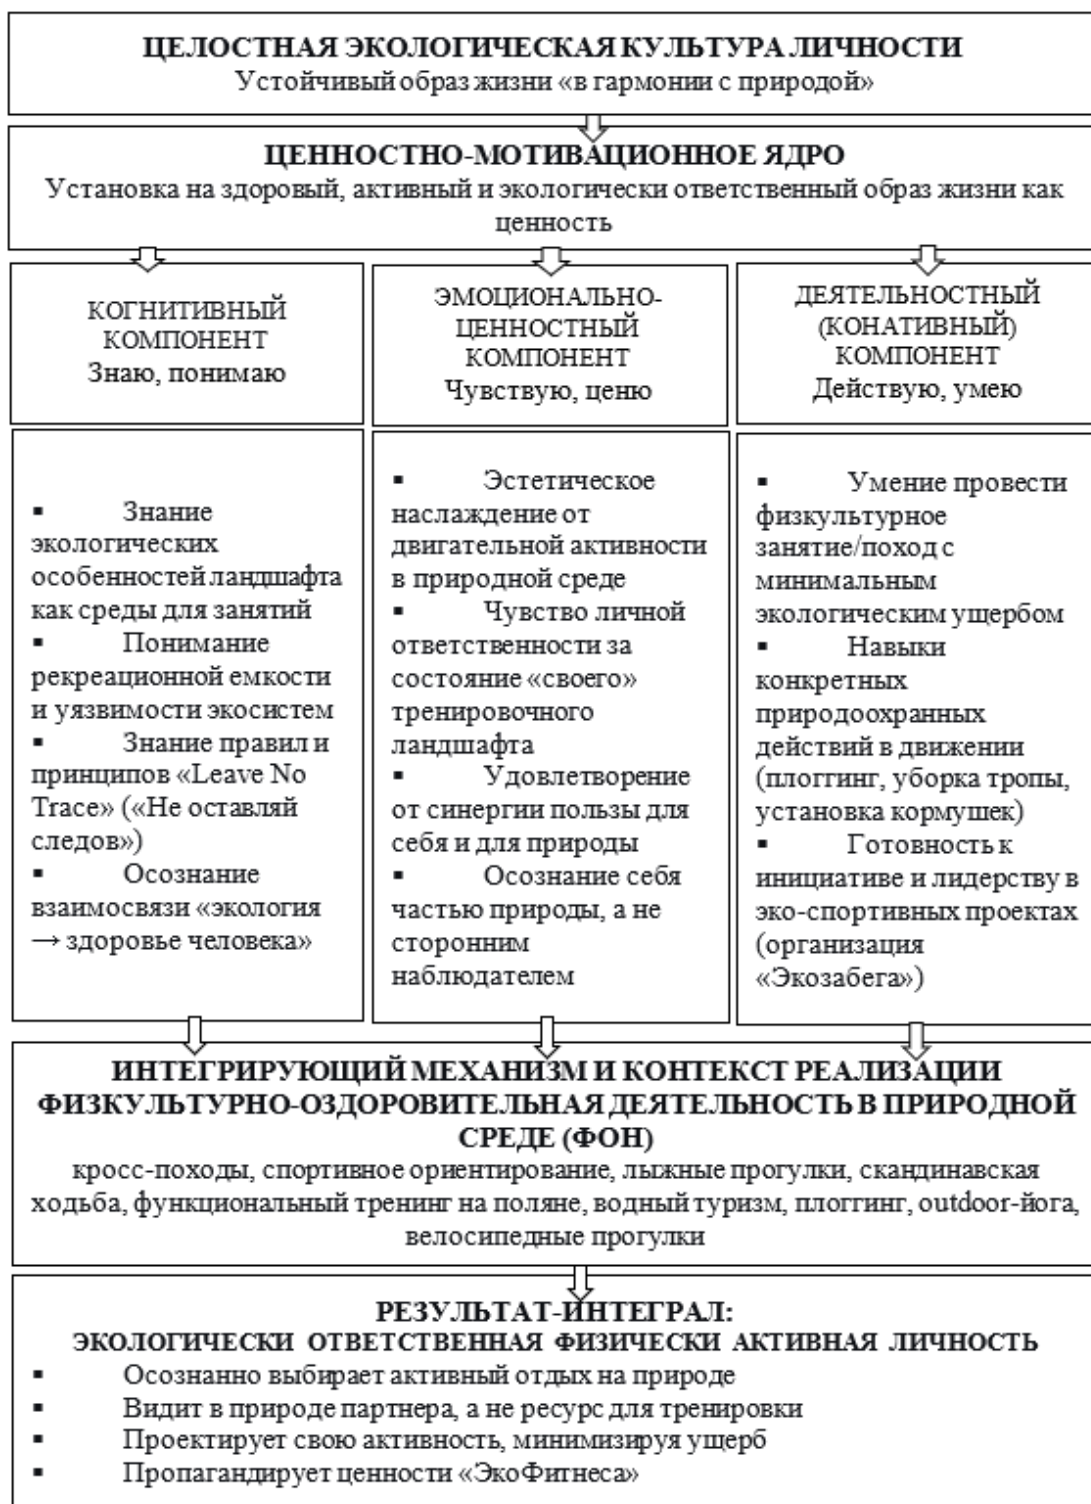 ЦЕЛОСТНАЯ ЭКОЛОГИЧЕСКАЯ КУЛЬТУРА ЛИЧНОСТИ
Устойчивый образ жизни «в гармонии с природой»
ЦЕННОСТНО-МОТИВАЦИОННОЕ ЯДРО
Установка на здоровый, активный и экологически ответственный образ жизни как
ценность
КОГНИТИВНЫЙ
КОМПОНЕНТ
Знаю, понимаю
ЭМОЦИОНАЛЬНО-
ЦЕННОСТНЫЙ
КОМПОНЕНТ
Чувствую, ценю
ДЕЯТЕЛЬНОСТНЫЙ
(КОНАТИВНЫЙ)
КОМПОНЕНТ
Действую, умею
▪ Знание
экологических
особенностей ландшафта
как среды для занятий
▪ Понимание
рекреационной емкости
и уязвимости экосистем
▪ Знание правил и
принципов «Leave No
Trace» («Не оставляй
следов»)
▪ Осознание
взаимосвязи «экология
→ здоровье человека»
▪ Эстетическое
наслаждение от
двигательной активности
в природной среде
▪ Чувство личной
ответственности за
состояние «своего»
тренировочного
ландшафта
▪ Удовлетворение
от синергии пользы для
себя и для природы
▪ Осознание себя
частью природы, а не
сторонним
наблюдателем
▪ Умение провести
физкультурное
занятие/поход с
минимальным
экологическим ущербом
▪ Навыки
конкретных
природоохранных
действий в движении
(плоггинг, уборка тропы,
установка кормушек)
▪ Готовность к
инициативе и лидерству в
эко-спортивных проектах
(организация
«Экозабега»)
ИНТЕГРИРУЮЩИЙ МЕХАНИЗМ И КОНТЕКСТ РЕАЛИЗАЦИИ
ФИЗКУЛЬТУРНО-ОЗДОРОВИТЕЛЬНАЯ ДЕЯТЕЛЬНОСТЬ В ПРИРОДНОЙ
СРЕДЕ (ФОН)
кросс-походы, спортивное ориентирование, лыжные прогулки, скандинавская
ходьба, функциональный тренинг на поляне, водный туризм, плоггинг, outdoor-йога,
велосипедные прогулки
РЕЗУЛЬТАТ-ИНТЕГРАЛ:
ЭКОЛОГИЧЕСКИ ОТВЕТСТВЕННАЯ ФИЗИЧЕСКИ АКТИВНАЯ ЛИЧНОСТЬ
▪ Осознанно выбирает активный отдых на природе
▪ Видит в природе партнера, а не ресурс для тренировки
▪ Проектирует свою активность, минимизируя ущерб
▪ Пропагандирует ценности «ЭкоФитнеса»